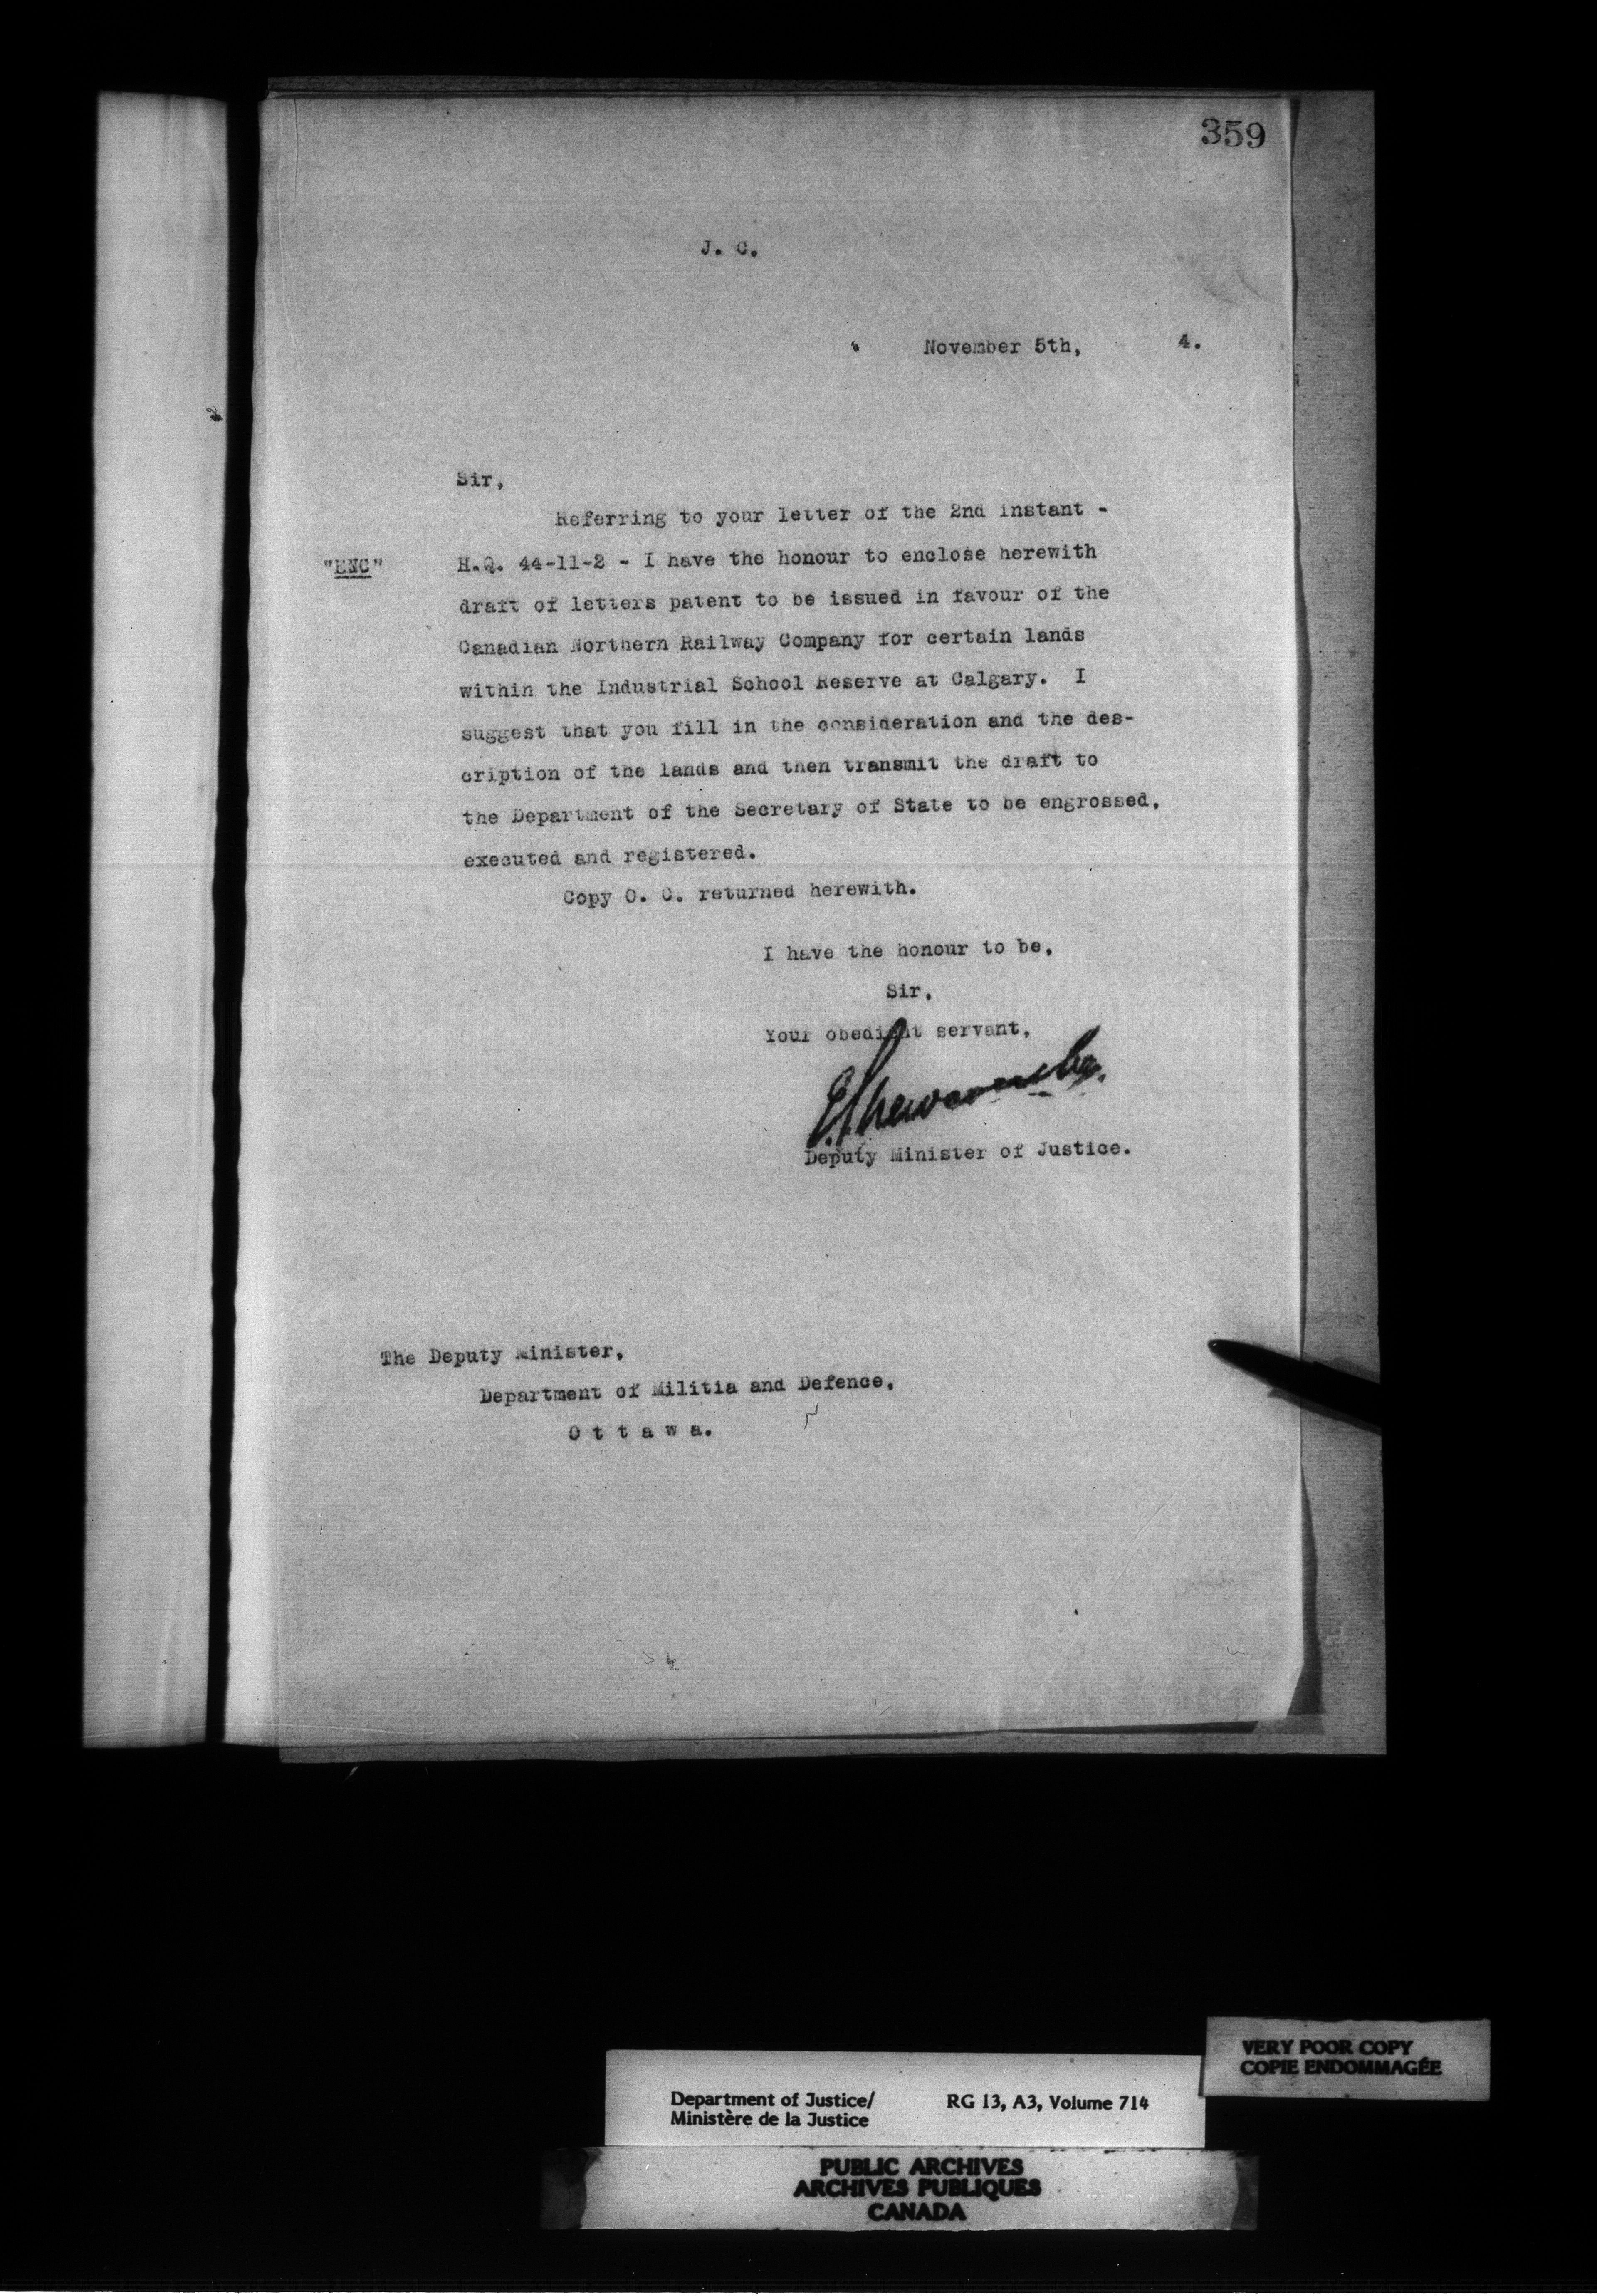 359
J. C.
November 5th, 4.
Sir,
Referring to your letter of the 2nd instant -
"ENC" H.Q. 44-11-2 - I have the honour to enclose herewith
draft of letters patent to be issued in favour of the
Canadian Northern Railway Company for certain lands
within the Industrial School Reserve at Calgary. I
suggest that you fill in the consideration and the des-
cription of the lands and then transmit the draft to
the Department of the Secretary of State to be engrossed,
executed and registered.
Copy O. C. returned herewith.
I have the honour to be,
Sir,
Your obedient servant,
E. L. Newcombe.
Deputy Minister of Justice.
The Deputy Minister,
Department of Militia and Defence,
O t t a w a.
VERY POOR COPY
COPIE ENDOMMAGÉE
Department of Justice/ RG 13, A3, Volume 714
Ministère de la Justice
PUBLIC ARCHIVES
ARCHIVES PUBLIQUES
CANADA